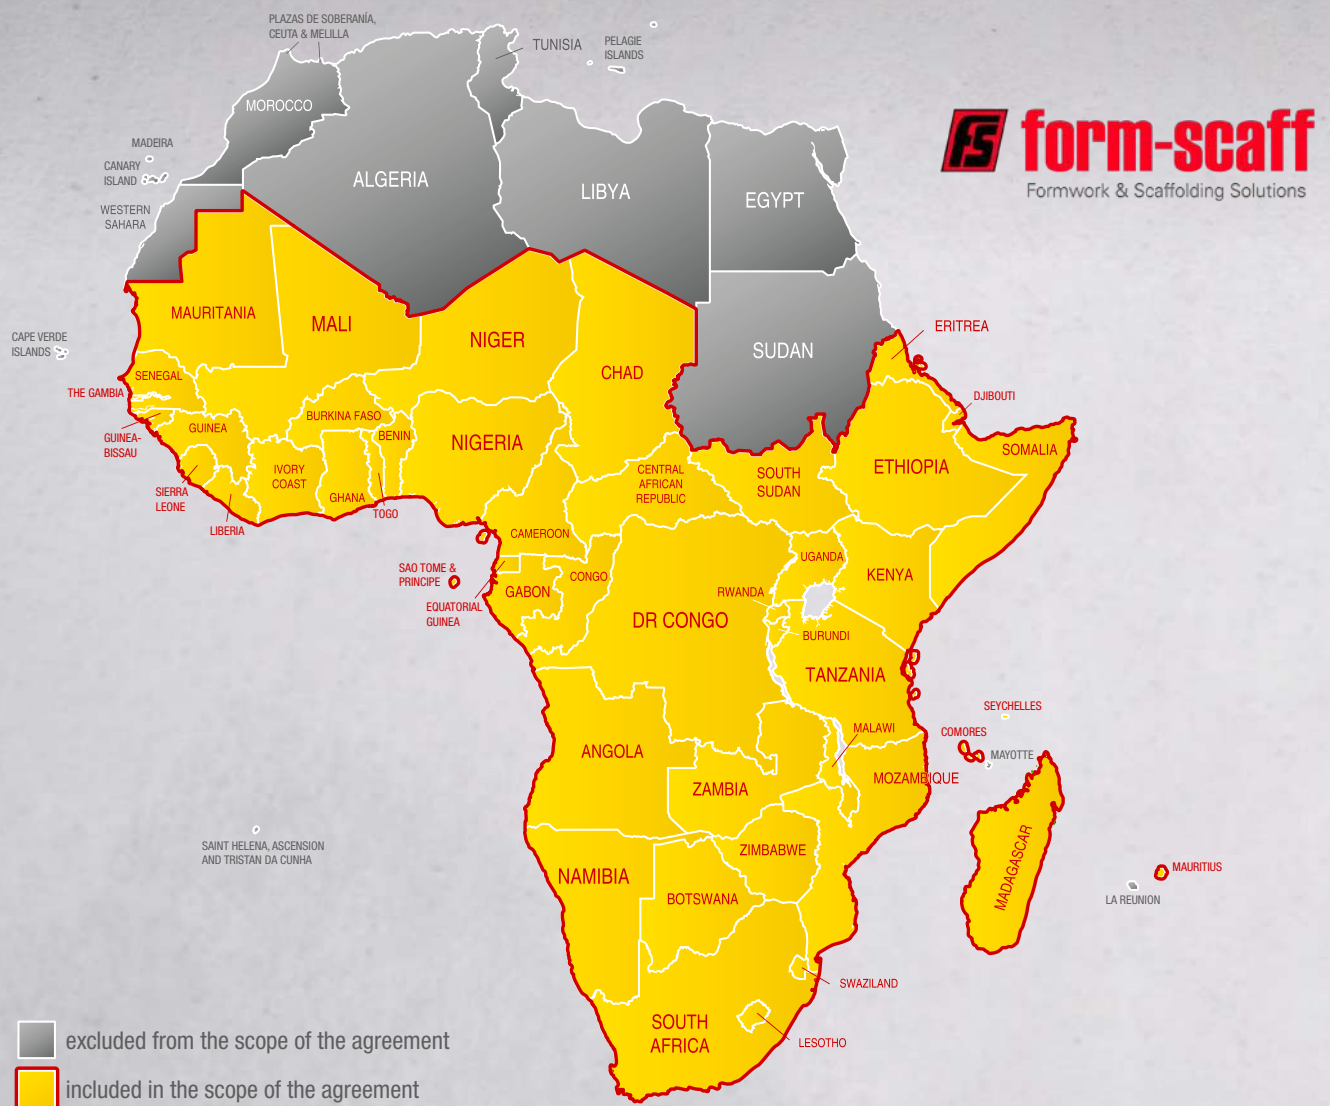 PLAZAS DE SOBERANÍA,
CEUTA & MELILLA
TUNISIA
PELAGIE
ISLANDS
MOROCCO
MADEIRA
CANARY
ISLAND
ALGERIA
LIBYA
EGYPT
WESTERN
SAHARA
FS
form-scaff
Formwork & Scaffolding Solutions
MAURITANIA
MALI
NIGER
CHAD
SUDAN
ERITREA
CAPE VERDE
ISLANDS
SENEGAL
THE GAMBIA
GUINEA-
BISSAU
GUINEA
BURKINA FASO
BENIN
NIGERIA
DJIBOUTI
SOMALIA
ETHIOPIA
SIERRA
LEONE
IVORY
COAST
GHANA
TOGO
LIBERIA
CENTRAL
AFRICAN
REPUBLIC
SOUTH
SUDAN
CAMEROON
SAO TOME &
PRINCIPE
EQUATORIAL
GUINEA
GABON
CONGO
UGANDA
KENYA
RWANDA
DR CONGO
BURUNDI
TANZANIA
SEYCHELLES
COMORES
MAYOTTE
MALAWI
ANGOLA
ZAMBIA
MOZAMBIQUE
SAINT HELENA, ASCENSION
AND TRISTAN DA CUNHA
ZIMBABWE
NAMIBIA
BOTSWANA
MADAGASCAR
MAURITIUS
LA REUNION
SWAZILAND
SOUTH
AFRICA
LESOTHO
excluded from the scope of the agreement
included in the scope of the agreement